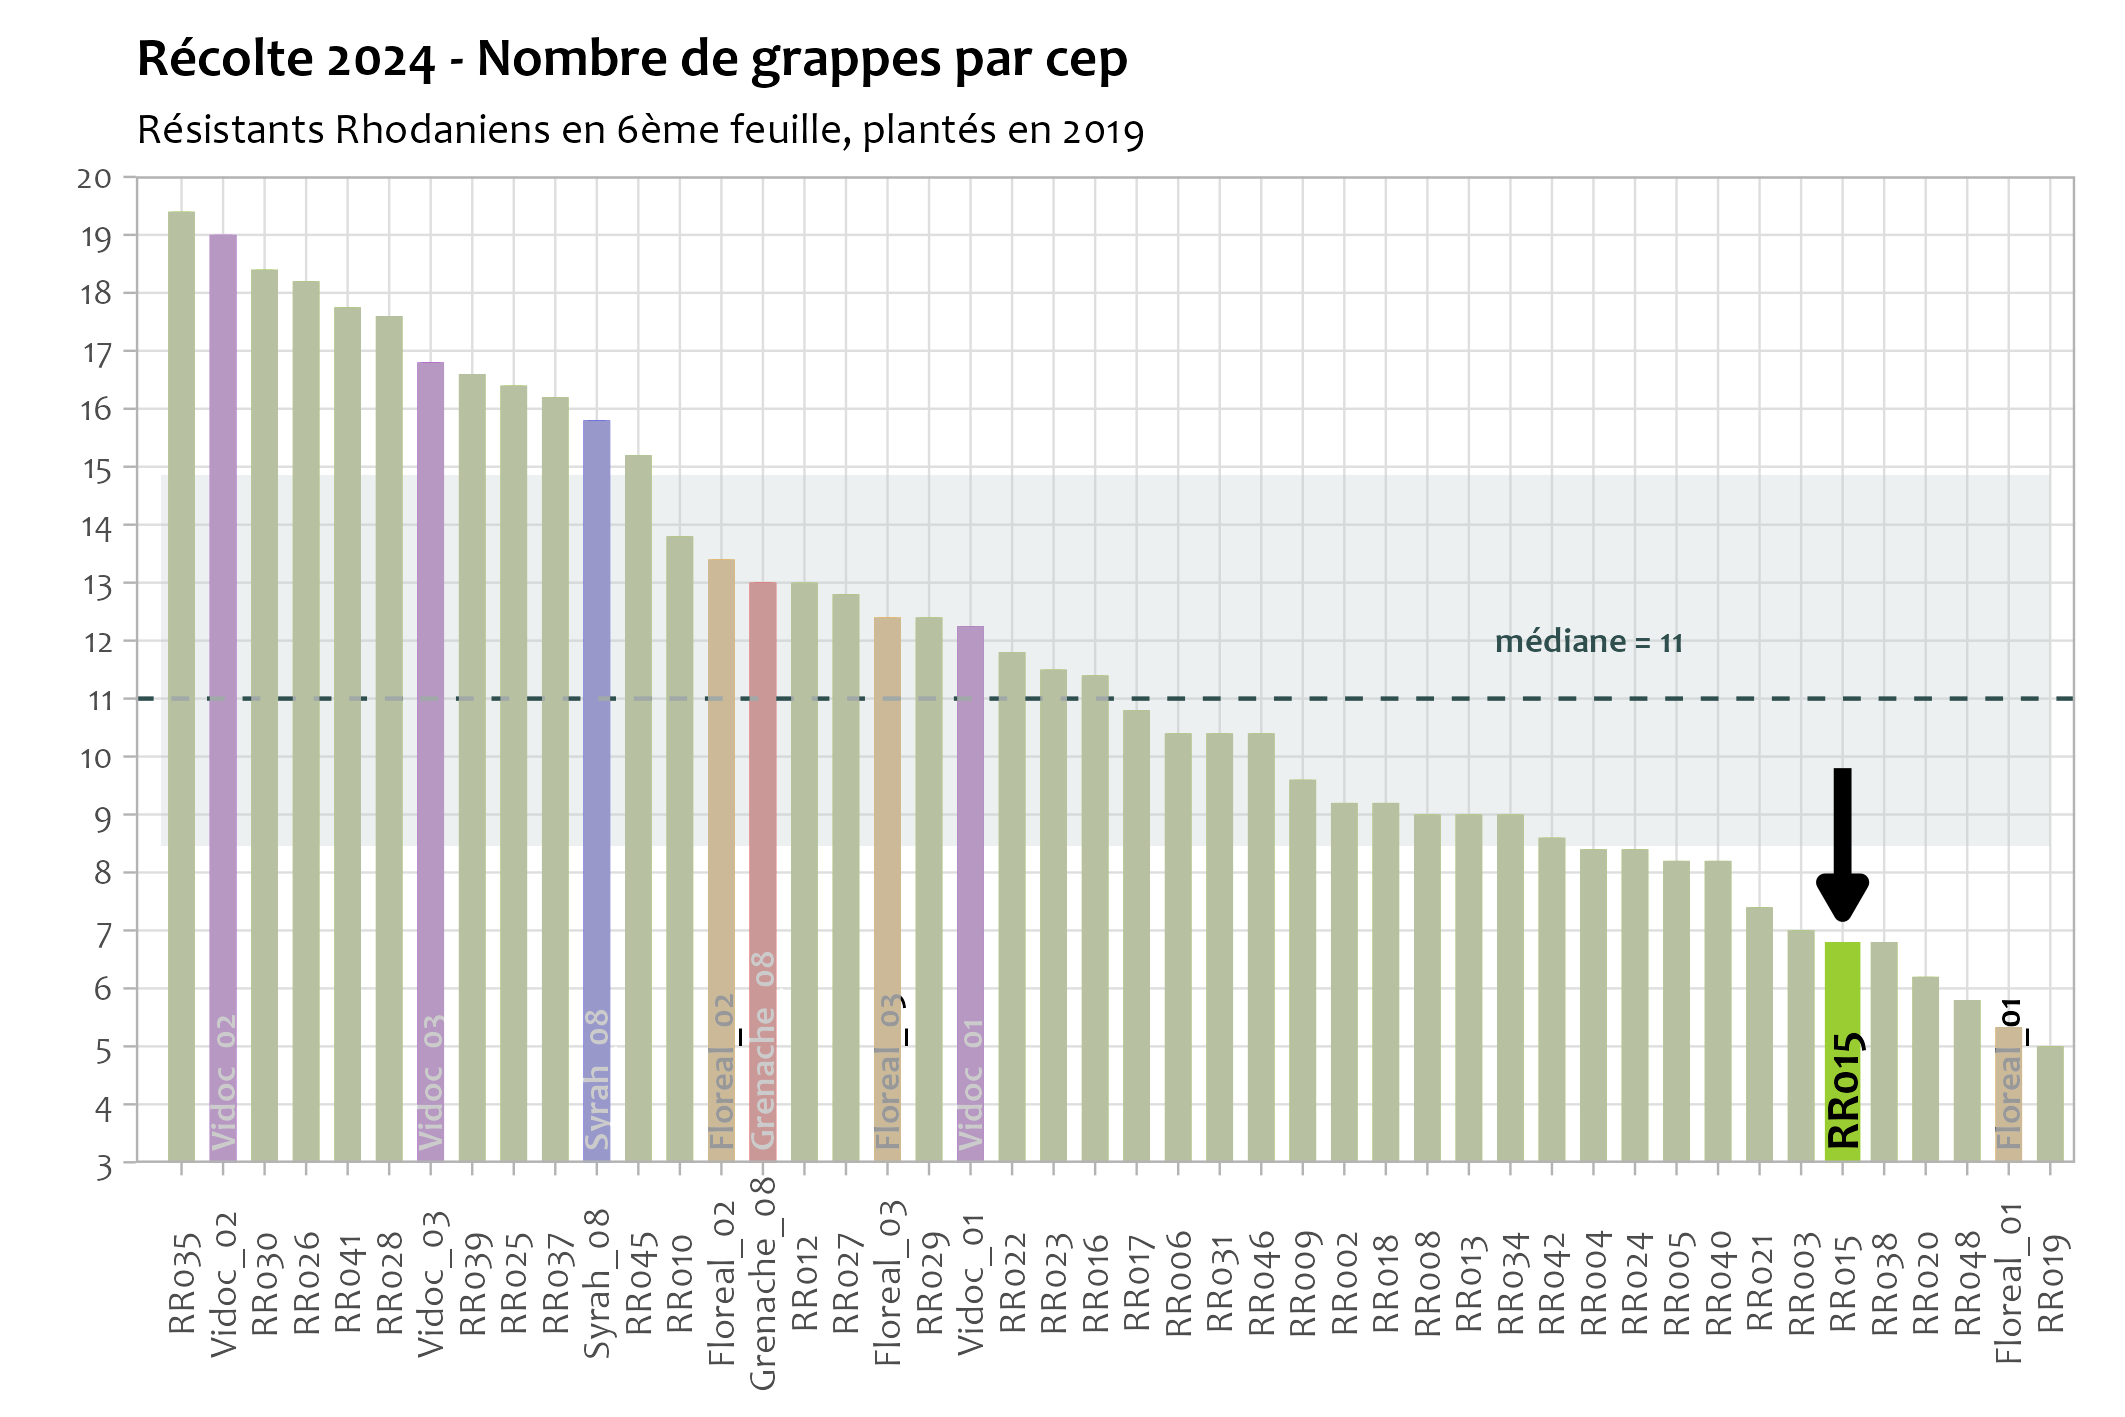 Récolte 2024 - Nombre de grappes par cep
Résistants Rhodaniens en 6ème feuille, plantés en 2019
20
19
18
17
16
15
14
13
12
11
10
9
8
7
6
5
4
3
médiane = 11
Vidoc_02
Vidoc_03
Syrah_08
Floreal_02
Grenache_08
Floreal_03
Vidoc_01
RR015
Floreal_01
RR035
Vidoc_02
RR030
RR026
RR041
RR028
Vidoc_03
RR039
RR025
RR037
Syrah_08
RR045
RR010
Floreal_02
Grenache_08
RR012
RR027
Floreal_03
RR029
Vidoc_01
RR022
RR023
RR016
RR017
RR006
RR031
RR046
RR009
RR002
RR018
RR008
RR013
RR034
RR042
RR004
RR024
RR005
RR040
RR021
RR003
RR015
RR038
RR020
RR048
Floreal_01
RR019